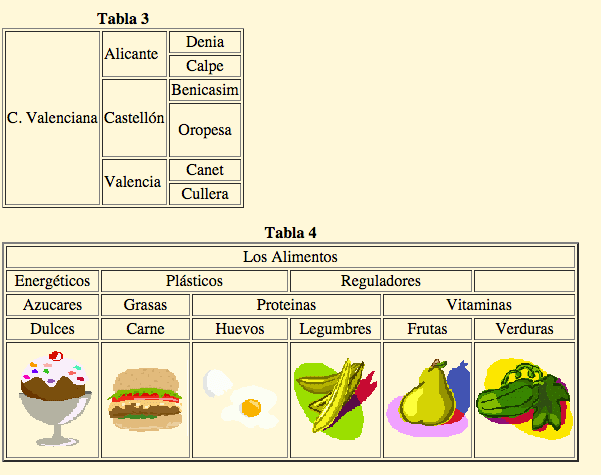 Tabla 3
C. Valenciana Alicante Denia
Calpe
Castellón Benicasim
Oropesa
Valencia Canet
Cullera
Tabla 4
Los Alimentos
Energéticos Plásticos Reguladores
Azucares Grasas Proteinas Vitaminas
Dulces Carne Huevos Legumbres Frutas Verduras